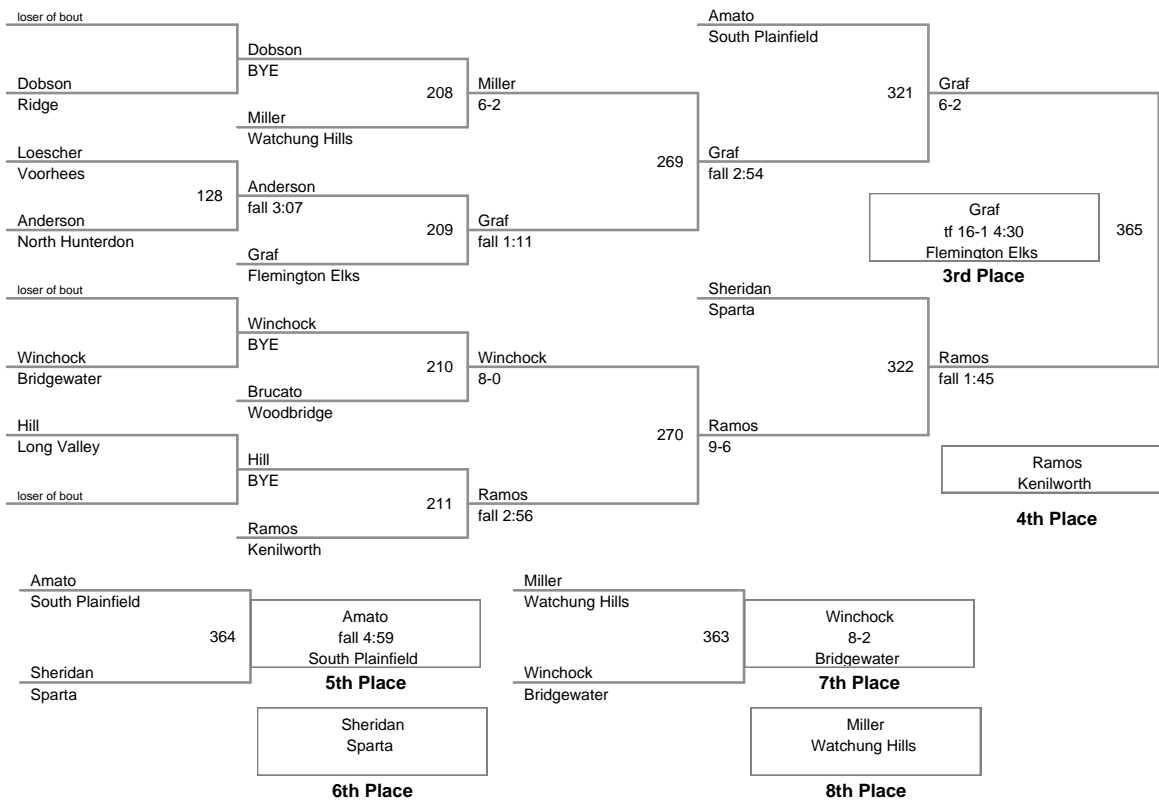 loser of bout
Dobson
Ridge
Loescher
Voorhees
128
Anderson
North Hunterdon
loser of bout
Winchock
Bridgewater
Hill
Long Valley
loser of bout
Dobson
BYE
208
Miller
Watchung Hills
Anderson
fall 3:07
209
Graf
Flemington Elks
Winchock
BYE
210
Brucato
Woodbridge
Hill
BYE
211
Ramos
Kenilworth
Miller
6-2
269
Graf
fall 1:11
Winchock
8-0
270
Ramos
fall 2:56
Amato
South Plainfield
321
Graf
fall 2:54
Sheridan
Sparta
322
Ramos
9-6
Graf
6-2
365
Ramos
fall 1:45
Graf
tf 16-1 4:30
Flemington Elks
3rd Place
Ramos
Kenilworth
4th Place
Amato
South Plainfield
364
Sheridan
Sparta
Amato
fall 4:59
South Plainfield
5th Place
Sheridan
Sparta
6th Place
Miller
Watchung Hills
363
Winchock
Bridgewater
Winchock
8-2
Bridgewater
7th Place
Miller
Watchung Hills
8th Place